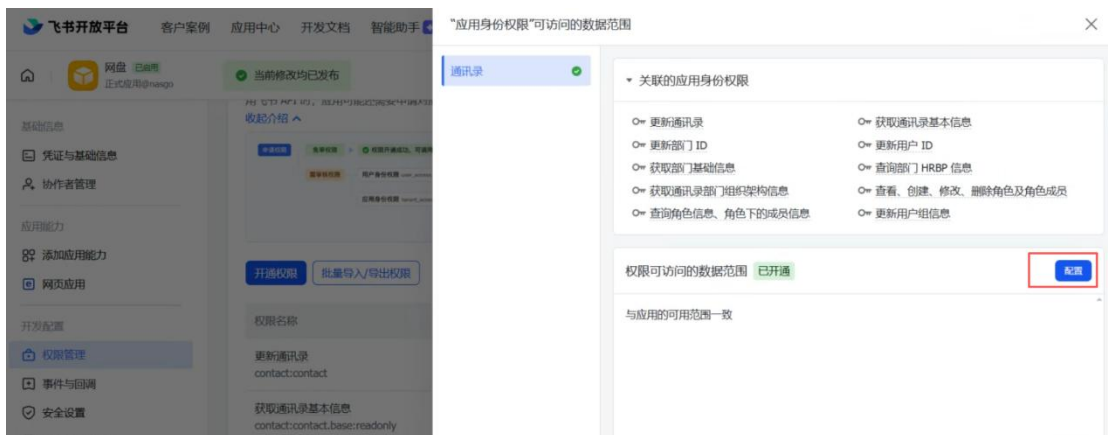 飞书开放平台
客户案例
应用中心
开发文档
智能助手
网盘 已启用
正式应用@nasgo
当前修改均已发布
基础信息
凭证与基础信息
协作者管理
应用能力
添加应用能力
网页应用
开发配置
权限管理
事件与回调
安全设置
收起介绍
开通权限
批量导入/导出权限
权限名称
更新通讯录
contact:contact
获取通讯录基本信息
contact:contact.base:readonly
“应用身份权限”可访问的数据范围
通讯录
关联的应用身份权限
更新通讯录
获取通讯录基本信息
更新部门 ID
更新用户 ID
获取部门基础信息
查询部门 HRBP 信息
获取通讯录部门组织架构信息
查看、创建、修改、删除角色及角色成员
查询角色信息、角色下的成员信息
更新用户组信息
权限可访问的数据范围 已开通
配置
与应用的可用范围一致